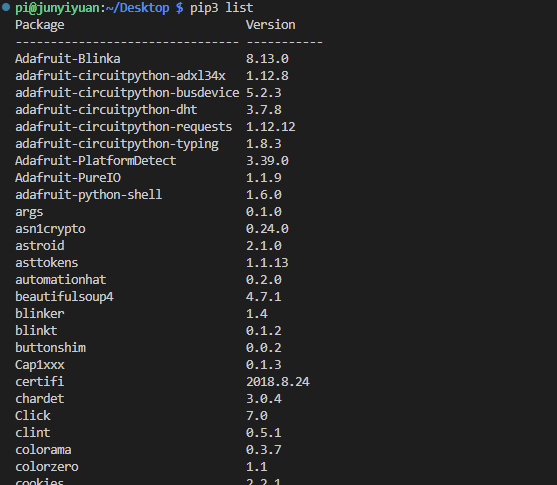 pi@junyiyuan:~/Desktop $ pip3 list
Package Version
------------------------------ -----------
Adafruit-Blinka 8.13.0
adafruit-circuitpython-adxl34x 1.12.8
adafruit-circuitpython-busdevice 5.2.3
adafruit-circuitpython-dht 3.7.8
adafruit-circuitpython-requests 1.12.12
adafruit-circuitpython-typing 1.8.3
Adafruit-PlatformDetect 3.39.0
Adafruit-PureIO 1.1.9
adafruit-python-shell 1.6.0
args 0.1.0
asn1crypto 0.24.0
astroid 2.1.0
asttokens 1.1.13
automationhat 0.2.0
beautifulsoup4 4.7.1
blinker 1.4
blinkt 0.1.2
buttonshim 0.0.2
Cap1xxx 0.1.3
certifi 2018.8.24
chardet 3.0.4
Click 7.0
clint 0.5.1
colorama 0.3.7
colorzero 1.1
cookies 2.2.1